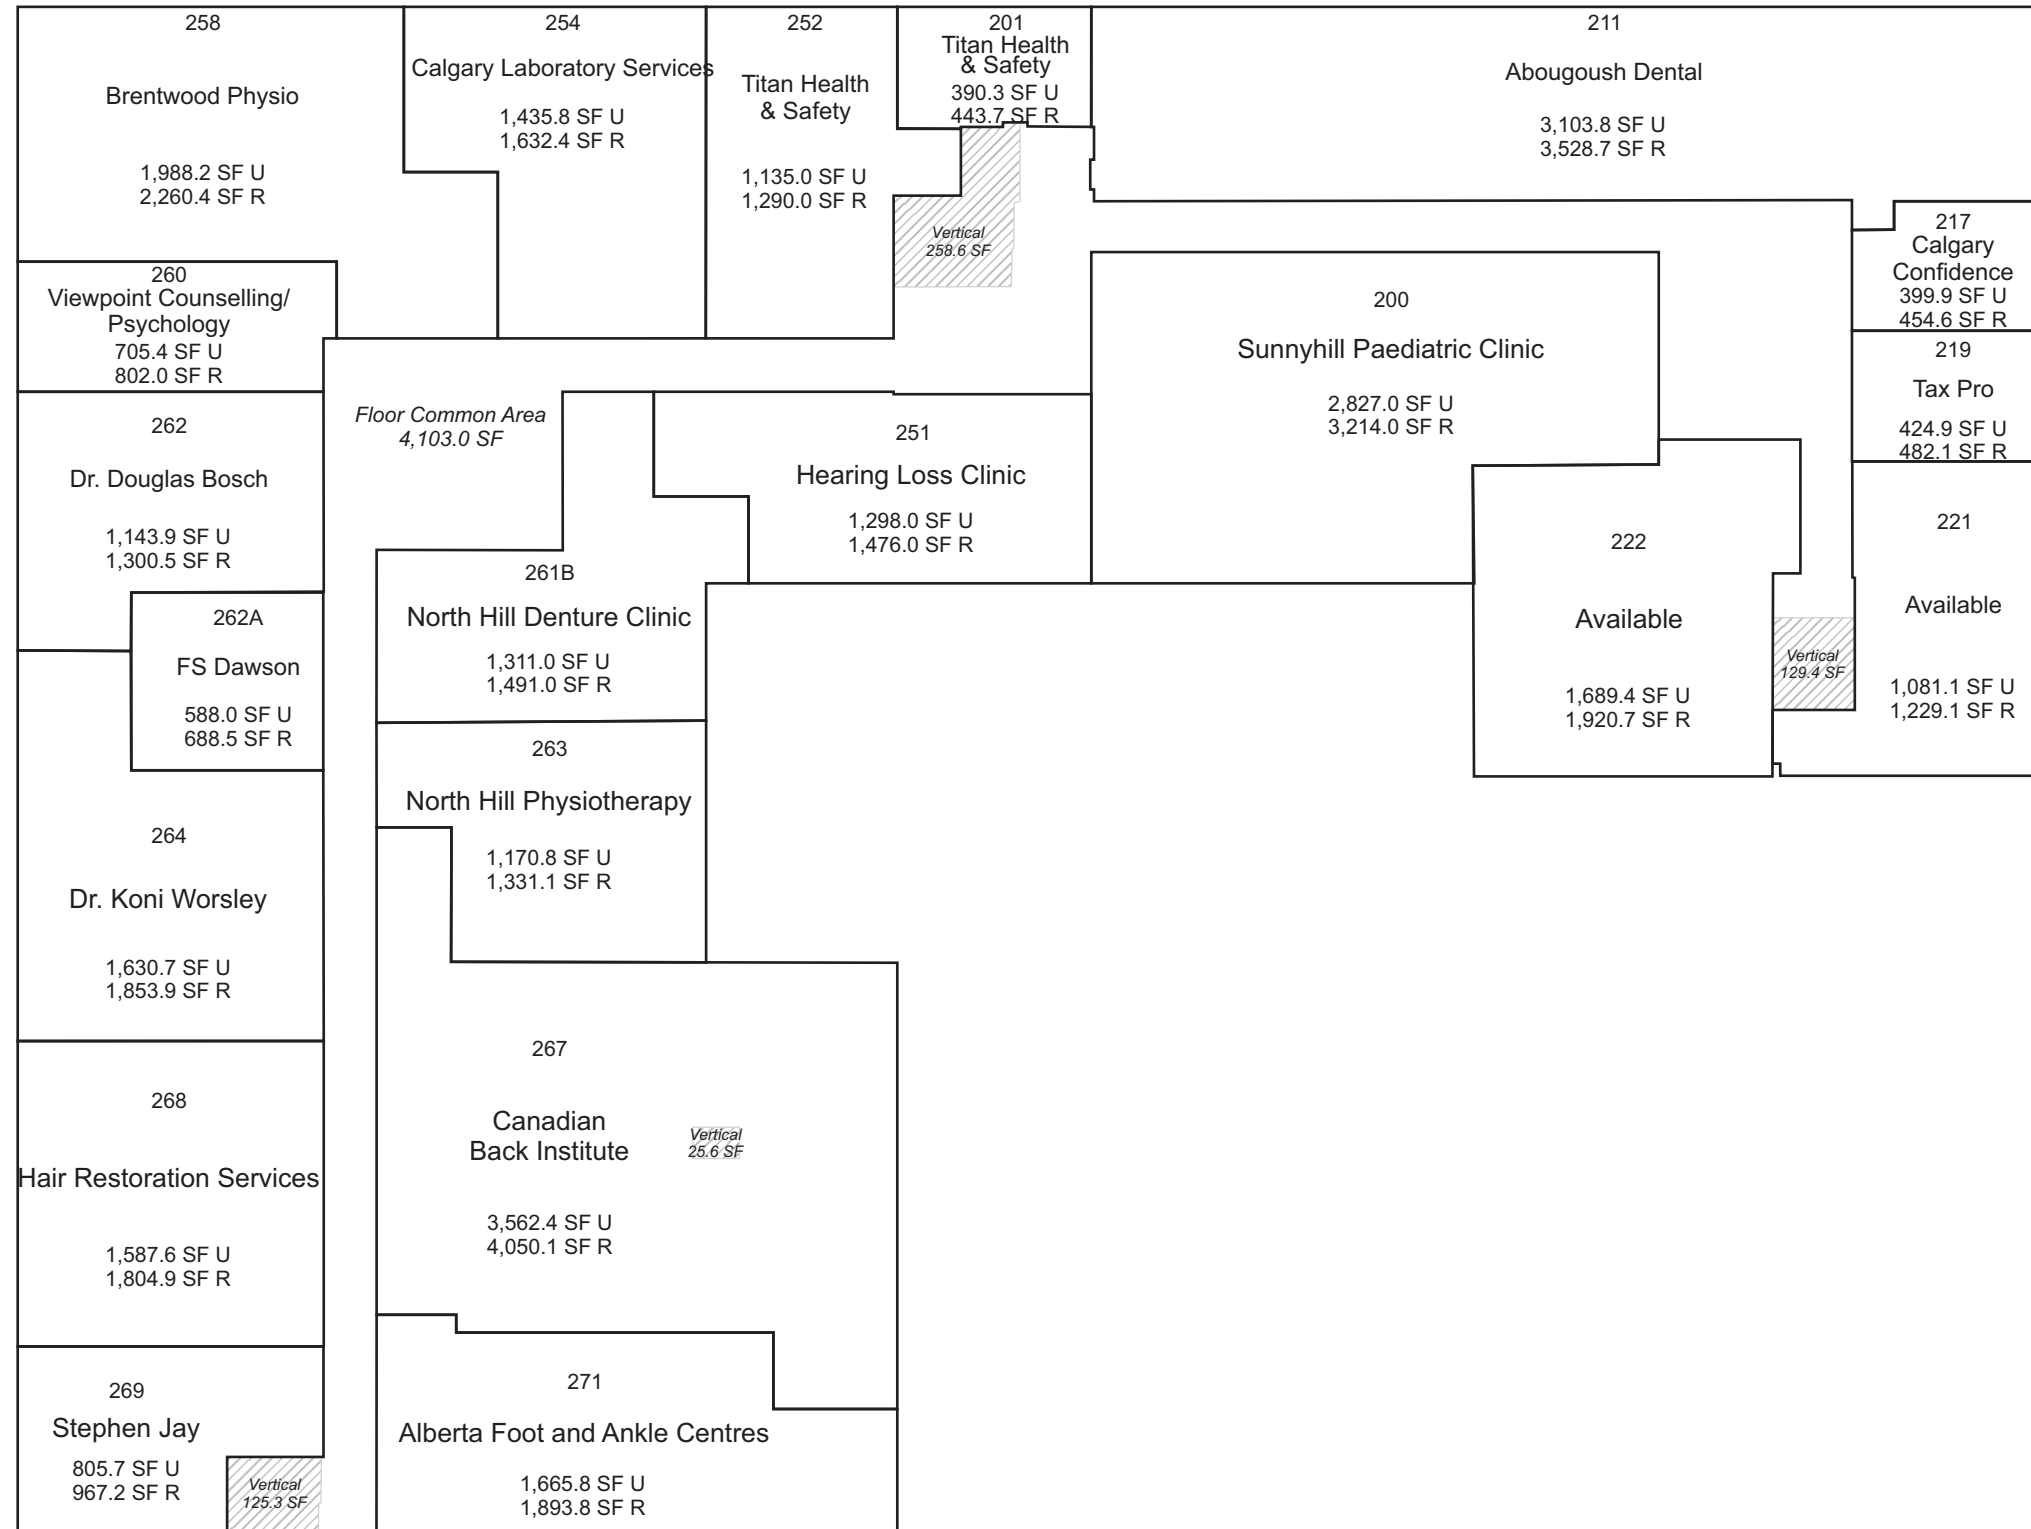 258
Brentwood Physio
1,988.2 SF U
2,260.4 SF R
254
Calgary Laboratory Services
1,435.8 SF U
1,632.4 SF R
252
Titan Health
& Safety
1,135.0 SF U
1,290.0 SF R
201
Titan Health
& Safety
390.3 SF U
443.7 SF R
211
Abougoush Dental
3,103.8 SF U
3,528.7 SF R
Vertical
258.6 SF
217
Calgary
Confidence
399.9 SF U
454.6 SF R
260
Viewpoint Counselling/
Psychology
705.4 SF U
802.0 SF R
200
Sunnyhill Paediatric Clinic
2,827.0 SF U
3,214.0 SF R
219
Tax Pro
424.9 SF U
482.1 SF R
262
Dr. Douglas Bosch
1,143.9 SF U
1,300.5 SF R
Floor Common Area
4,103.0 SF
251
Hearing Loss Clinic
1,298.0 SF U
1,476.0 SF R
222
Available
1,689.4 SF U
1,920.7 SF R
Vertical
129.4 SF
221
Available
1,081.1 SF U
1,229.1 SF R
262A
FS Dawson
588.0 SF U
688.5 SF R
261B
North Hill Denture Clinic
1,311.0 SF U
1,491.0 SF R
263
North Hill Physiotherapy
1,170.8 SF U
1,331.1 SF R
264
Dr. Koni Worsley
1,630.7 SF U
1,853.9 SF R
267
Canadian
Back Institute
3,562.4 SF U
4,050.1 SF R
Vertical
25.6 SF
268
Hair Restoration Services
1,587.6 SF U
1,804.9 SF R
269
Stephen Jay
805.7 SF U
967.2 SF R
Vertical
125.3 SF
271
Alberta Foot and Ankle Centres
1,665.8 SF U
1,893.8 SF R